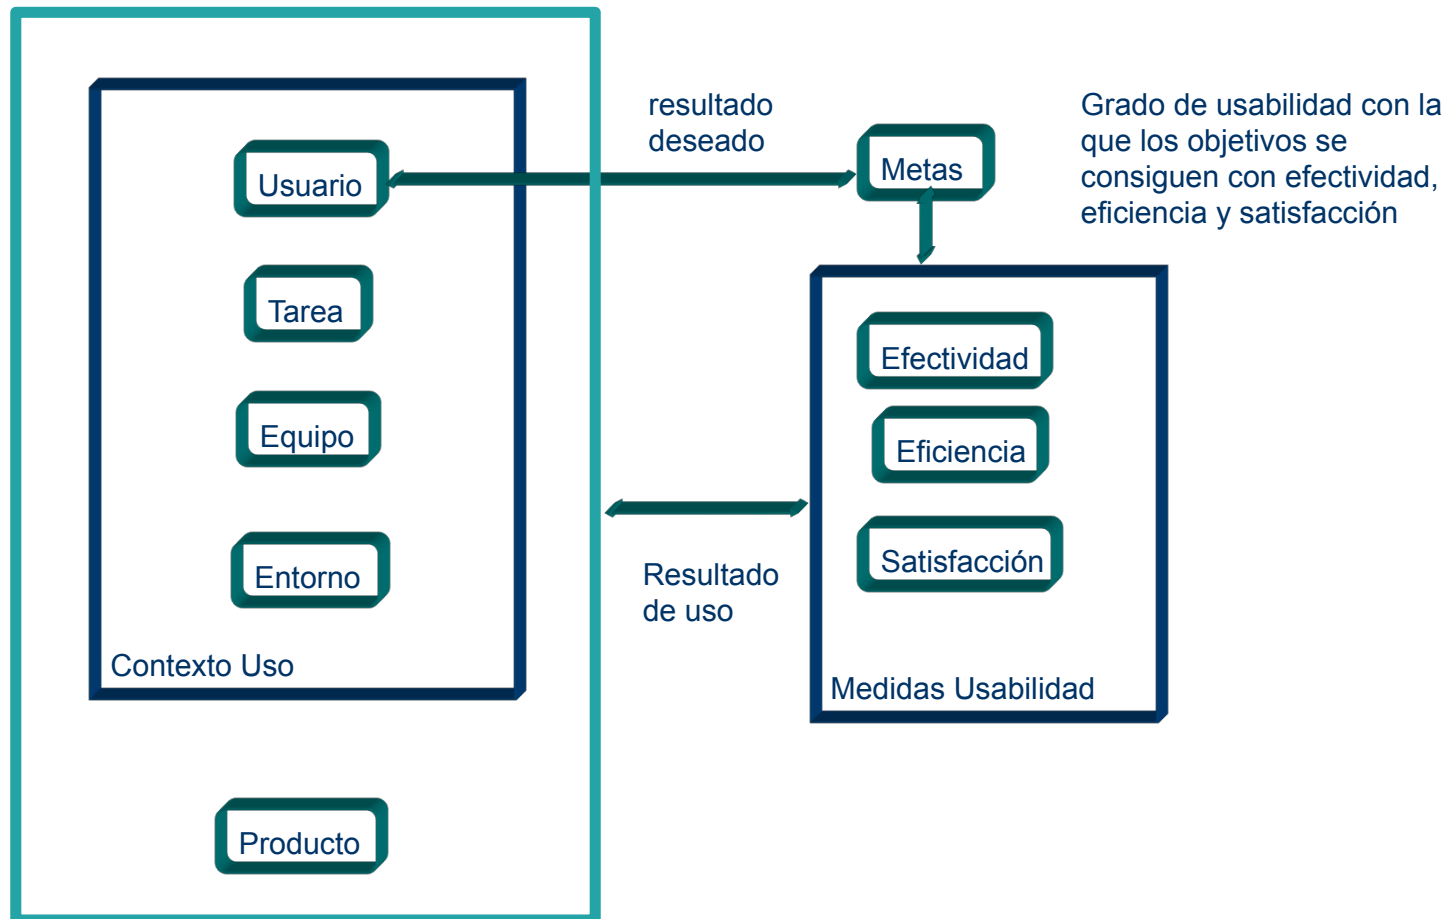 Usuario
Tarea
Equipo
Entorno
Contexto Uso
Producto
resultado
deseado
Resultado
de uso
Metas
Efectividad
Eficiencia
Satisfacción
Medidas Usabilidad
Grado de usabilidad con la
que los objetivos se
consiguen con efectividad,
eficiencia y satisfacción